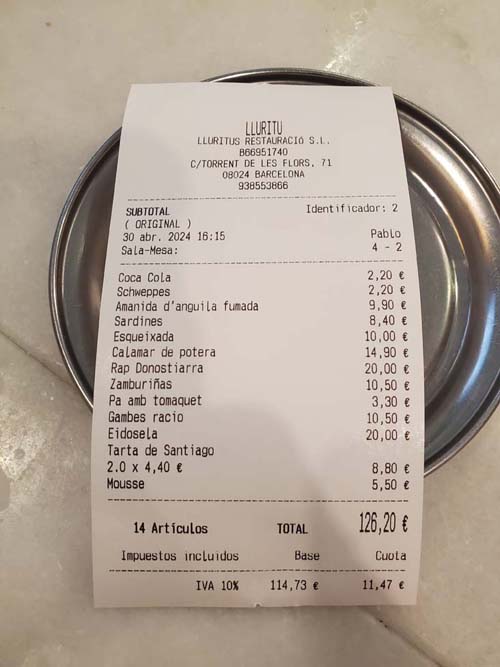 LLURITU
LLURITUS RESTAURACIÓ S.L.
B66951740
C/TORRENT DE LES FLORS, 71
08024 BARCELONA
938553866
SUBTOTAL Identificador: 2
( ORIGINAL )
30 abr. 2024 16:15 Pablo
Sala-Mesa: 4 - 2
Coca Cola 2,20 €
Schweppes 2,20 €
Amanida d'anguila fumada 9,90 €
Sardines 8,40 €
Esqueixada 10,00 €
Calamar de potera 14,90 €
Rap Donostiarra 20,00 €
Zamburiñas 10,50 €
Pa amb tomaquet 3,30 €
Gambes racio 10,50 €
Eidosela 20,00 €
Tarta de Santiago
2.0 x 4,40 € 8,80 €
Mousse 5,50 €
14 Artículos TOTAL 126,20 €
Impuestos incluidos Base Cuota
IVA 10% 114,73 € 11,47 €